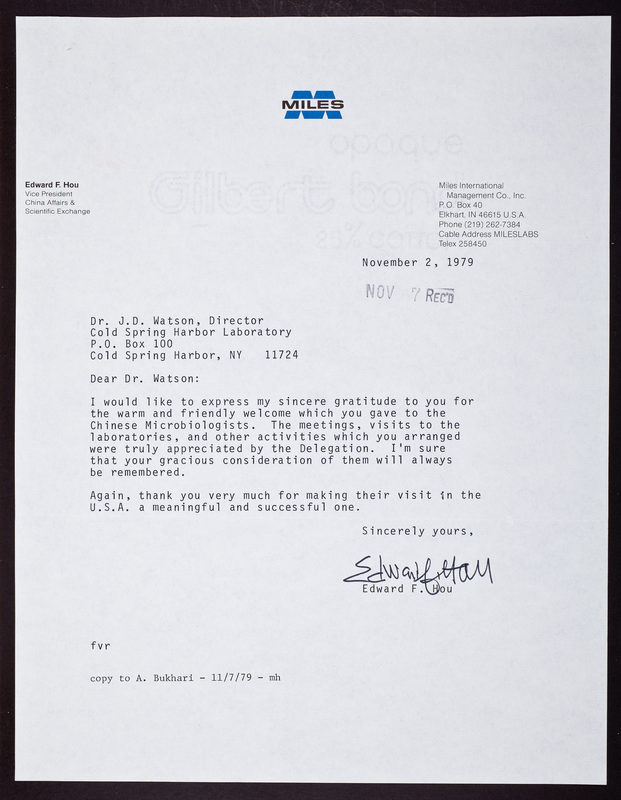 MILES
Edward F. Hou
Vice President
China Affairs &
Scientific Exchange
Miles International
Management Co., Inc.
P.O. Box 40
Elkhart, IN 46615 U.S.A.
Phone (219) 262-7384
Cable Address MILESLABS
Telex 258450
November 2, 1979
NOV 7 REC'D
Dr. J.D. Watson, Director
Cold Spring Harbor Laboratory
P.O. Box 100
Cold Spring Harbor, NY 11724
Dear Dr. Watson:
I would like to express my sincere gratitude to you for
the warm and friendly welcome which you gave to the
Chinese Microbiologists. The meetings, visits to the
laboratories, and other activities which you arranged
were truly appreciated by the Delegation. I'm sure
that your gracious consideration of them will always
be remembered.
Again, thank you very much for making their visit in the
U.S.A. a meaningful and successful one.
Sincerely yours,
Edward F. Hou
Edward F. Hou
fvr
copy to A. Bukhari - 11/7/79 - mh